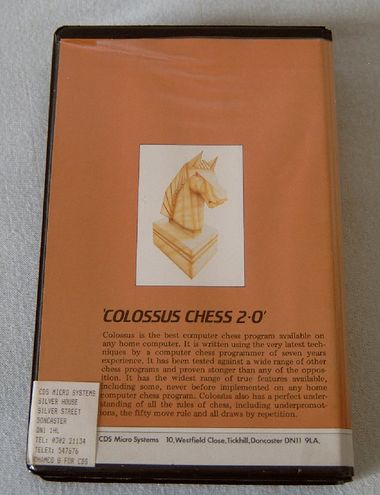 'COLOSSUS CHESS 2·0'
Colossus is the best computer chess program available on
any home computer. It is written using the very latest tech-
niques by a computer chess programmer of seven years
experience. It has been tested against a wide range of other
chess programs and proven stonger than any of the oppos-
ition. It has the widest range of true features available,
including some, never before implemented on any home
computer chess program. Colossus also has a perfect under-
standing of all the rules of chess, including underpromot-
ions, the fifty move rule and all draws by repetition.
CDS Micro Systems 10,Westfield Close,Tickhill,Doncaster DN11 9LA.
CDS MICRO SYSTEMS
SILVER HOUSE
SILVER STREET
DONCASTER
DN1 1HL
TEL: 0302 21134
TELEX: 547676
CHAMCO G FOR CDS